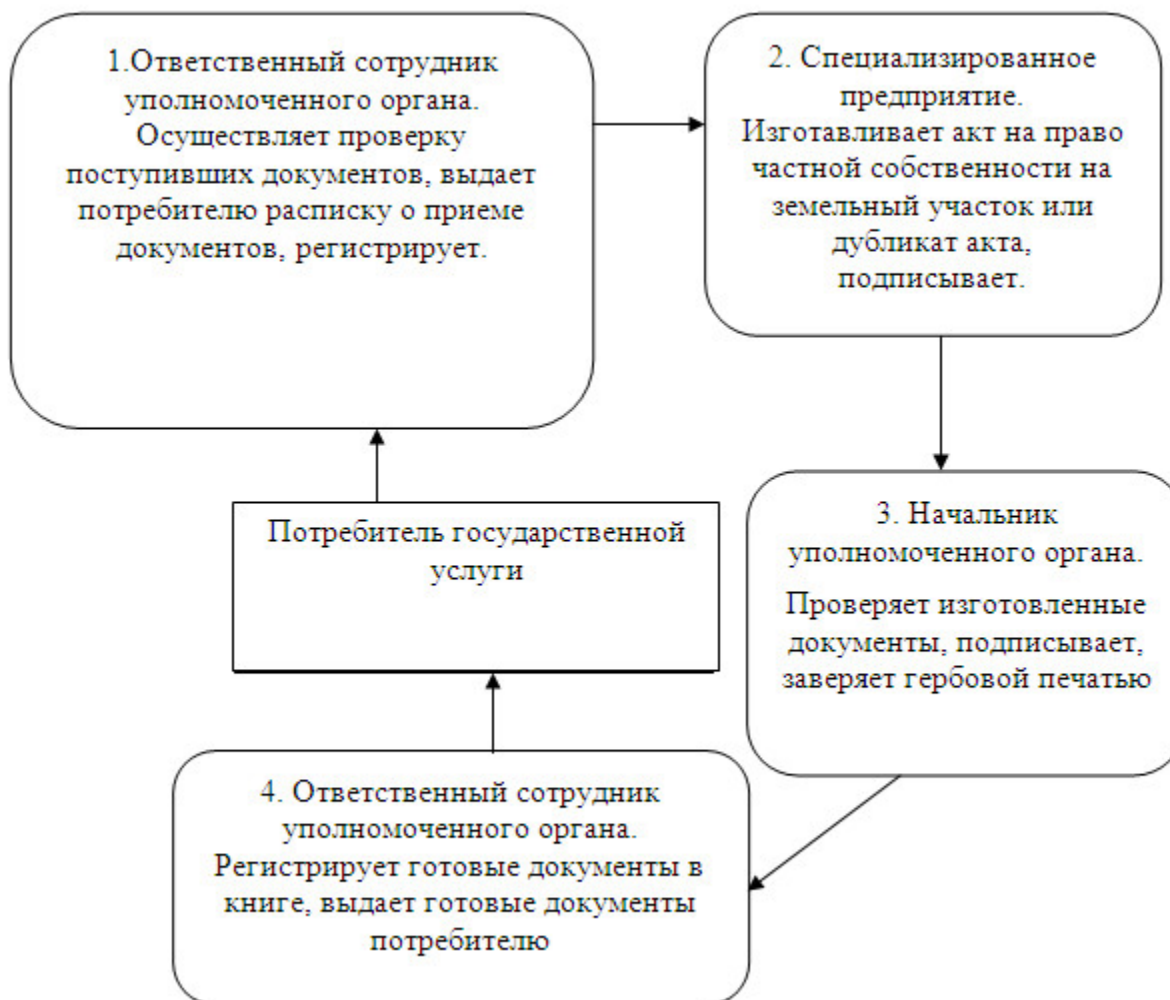 1.Ответственный сотрудник
уполномоченного органа.
Осуществляет проверку
поступивших документов, выдает
потребителю расписку о приеме
документов, регистрирует.
2. Специализированное
предприятие.
Изготавливает акт на право
частной собственности на
земельный участок или
дубликат акта,
подписывает.
3. Начальник
уполномоченного органа.
Проверяет изготовленные
документы, подписывает,
заверяет гербовой печатью
Потребитель государственной
услуги
4. Ответственный сотрудник
уполномоченного органа.
Регистрирует готовые документы в
книге, выдает готовые документы
потребителю